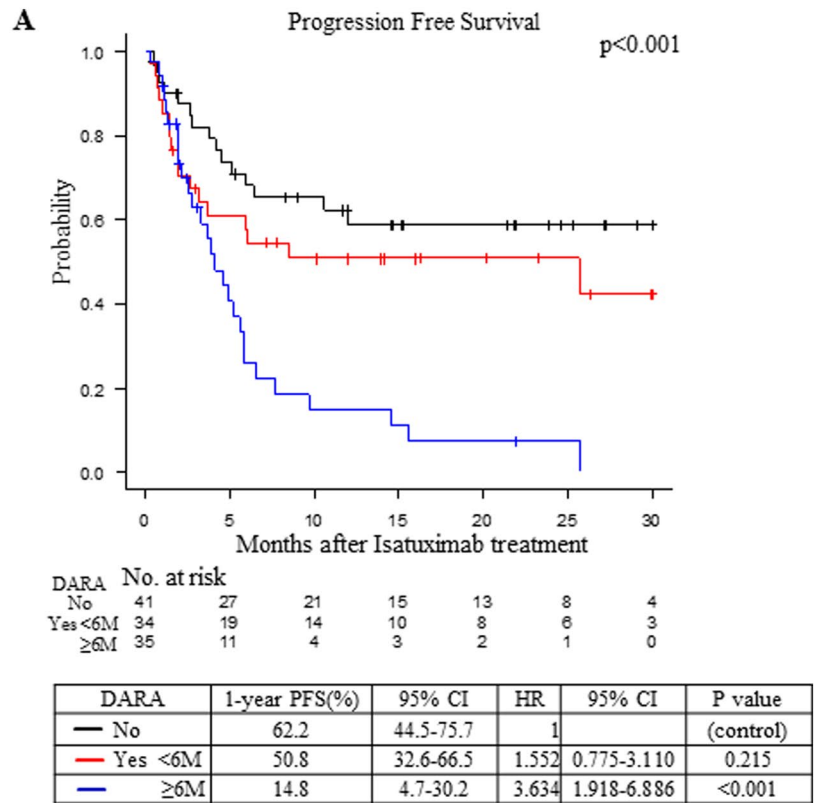 A
Progression Free Survival
p<0.001
Probability
1.0
0.8
0.6
0.4
0.2
0.0
0 5 10 15 20 25 30
Months after Isatuximab treatment
DARA No. at risk
No 41 27 21 15 13 8 4
Yes <6M 34 19 14 10 8 6 3
≥6M 35 11 4 3 2 1 0
DARA 1-year PFS(%) 95% CI HR 95% CI P value
No 62.2 44.5-75.7 1 (control)
Yes <6M 50.8 32.6-66.5 1.552 0.775-3.110 0.215
≥6M 14.8 4.7-30.2 3.634 1.918-6.886 <0.001